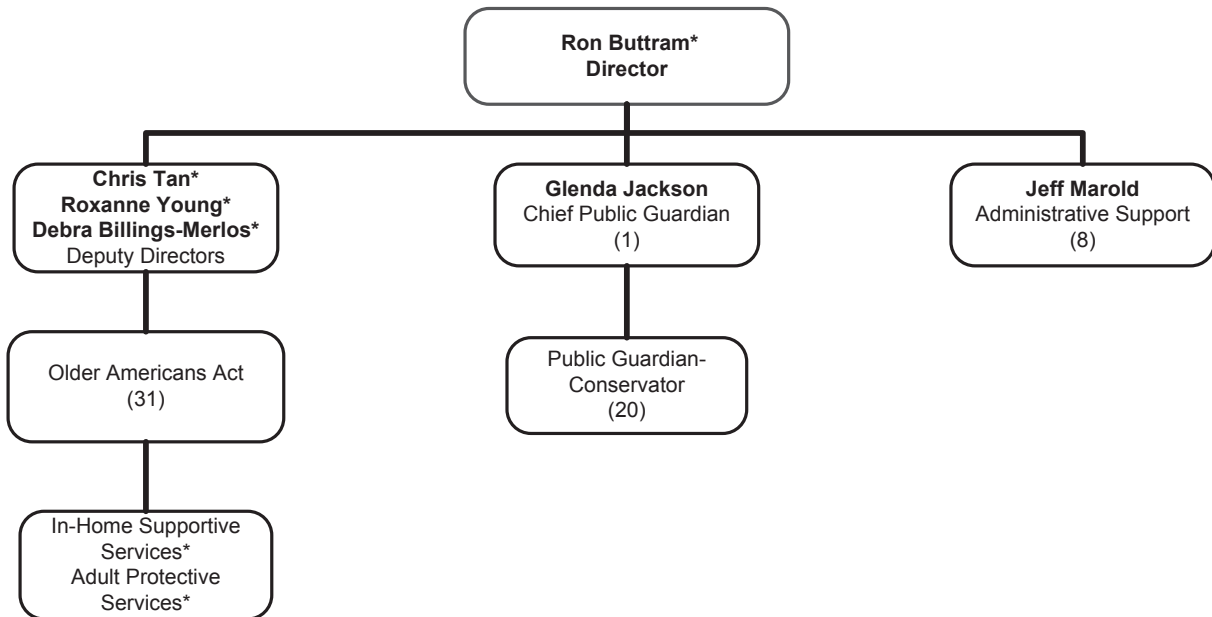 Ron Buttram*
Director
Chris Tan*
Roxanne Young*
Debra Billings-Merlos*
Deputy Directors
Glenda Jackson
Chief Public Guardian
(1)
Jeff Marold
Administrative Support
(8)
Older Americans Act
(31)
Public Guardian-
Conservator
(20)
In-Home Supportive
Services*
Adult Protective
Services*